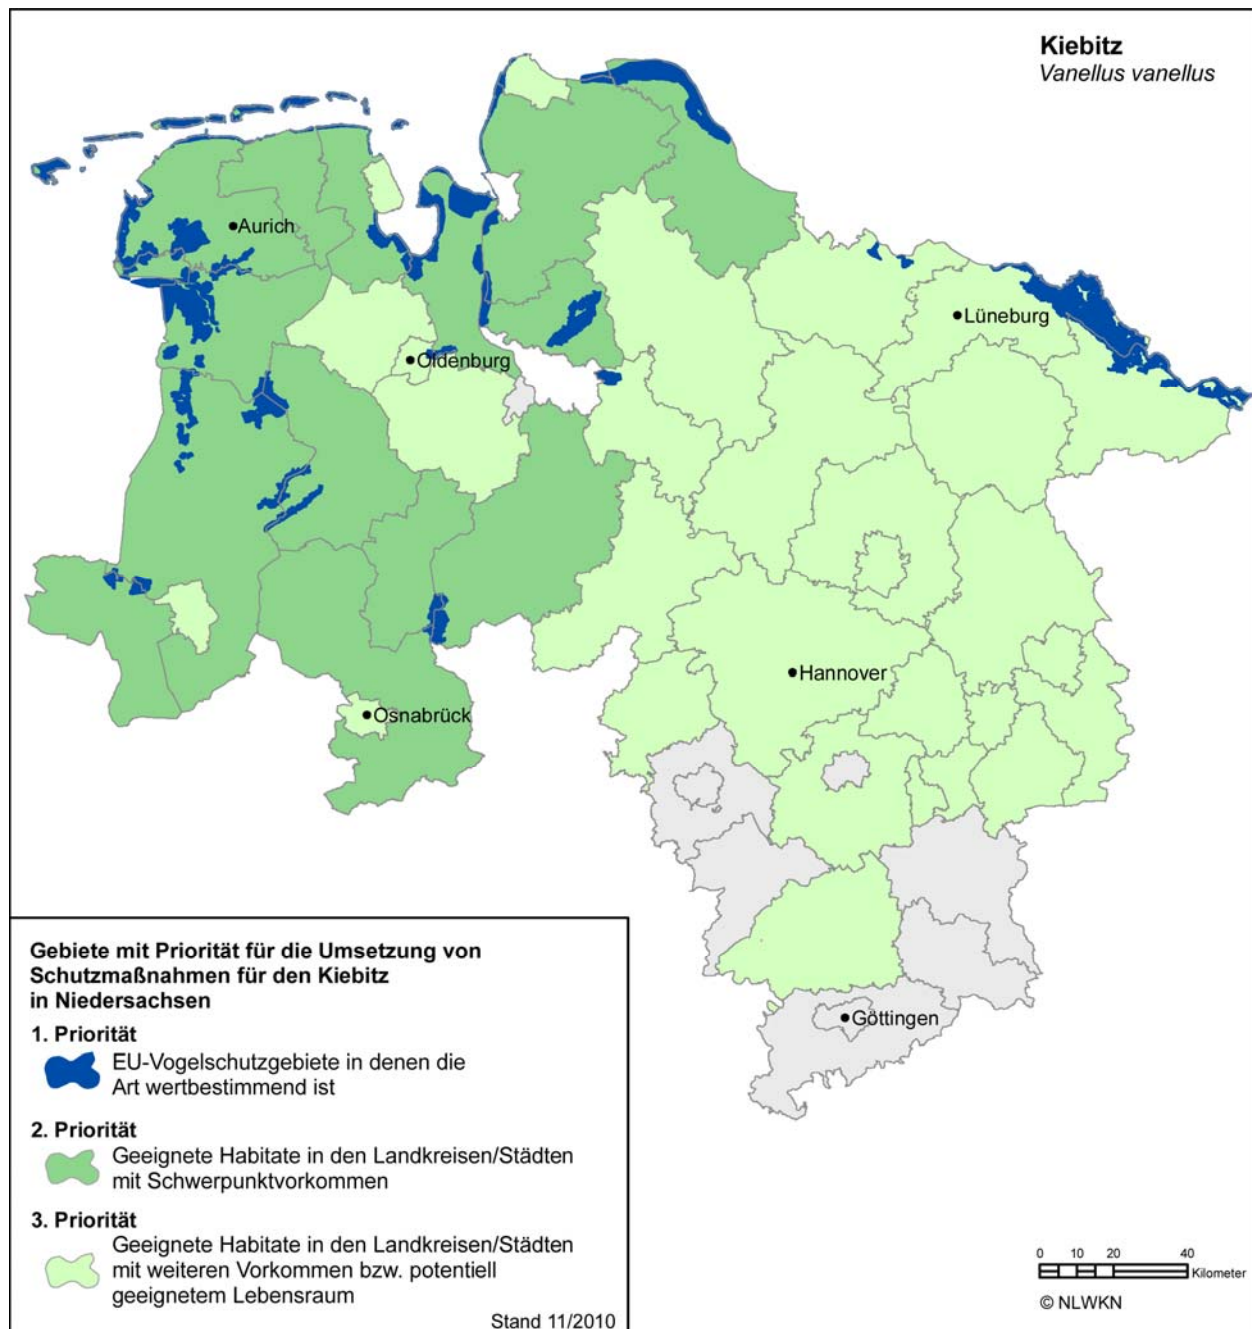 Kiebitz
Vanellus vanellus
Aurich
Lüneburg
Oldenburg
Hannover
Osnabrück
Göttingen
Gebiete mit Priorität für die Umsetzung von
Schutzmaßnahmen für den Kiebitz
in Niedersachsen
1. Priorität
EU-Vogelschutzgebiete in denen die
Art wertbestimmend ist
2. Priorität
Geeignete Habitate in den Landkreisen/Städten
mit Schwerpunktvorkommen
3. Priorität
Geeignete Habitate in den Landkreisen/Städten
mit weiteren Vorkommen bzw. potentiell
geeignetem Lebensraum
Stand 11/2010
0 10 20 40
Kilometer
© NLWKN